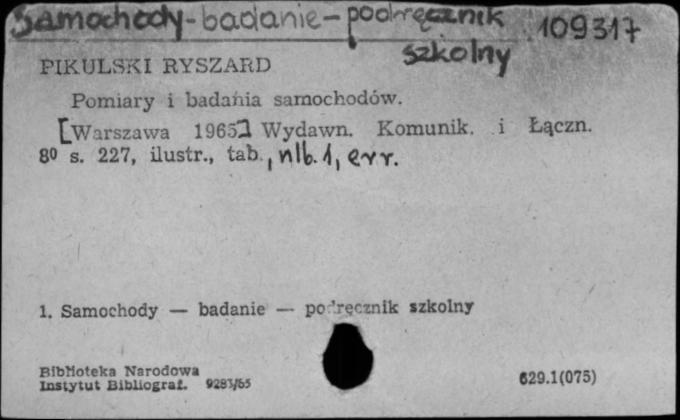 Samochody - badanie - podręcznik 109317
szkolny
PIKULSKI RYSZARD
Pomiary i badania samochodów.
[Warszawa 1965] Wydawn. Komunik. i Łączn.
8⁰ s. 227, ilustr., tab., nlb. 1, err.
1. Samochody — badanie — podręcznik szkolny
Biblioteka Narodowa
Instytut Bibliograf. 9283/65
629.1(075)